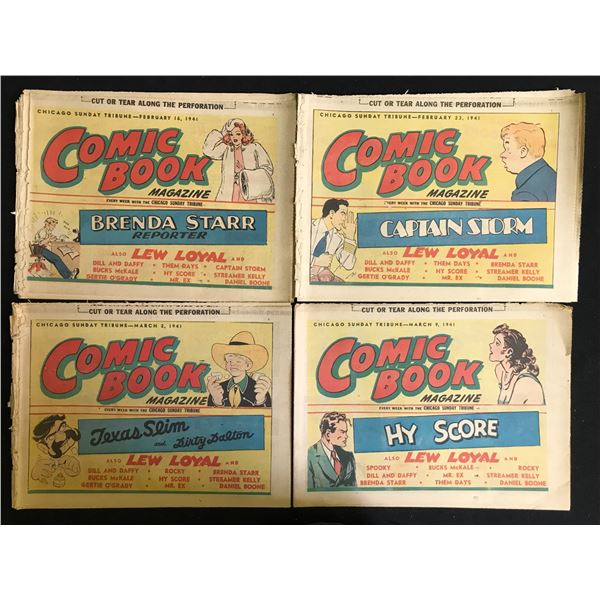 CUT OR TEAR ALONG THE PERFORATION
CHICAGO SUNDAY TRIBUNE—FEBRUARY 16, 1941
COMIC
BOOK
MAGAZINE
EVERY WEEK WITH THE CHICAGO SUNDAY TRIBUNE
BRENDA STARR
REPORTER
ALSO LEW LOYAL AND
DILL AND DAFFY • THEM DAYS • CAPTAIN STORM
BUCKS McKALE • HY SCORE • STREAMER KELLY
GERTIE O'GRADY • MR. EX • DANIEL BOONE
CUT OR TEAR ALONG THE PERFORATION
CHICAGO SUNDAY TRIBUNE—FEBRUARY 23, 1941
COMIC
BOOK
MAGAZINE
EVERY WEEK WITH THE CHICAGO SUNDAY TRIBUNE
CAPTAIN STORM
ALSO LEW LOYAL AND
DILL AND DAFFY • THEM DAYS • BRENDA STARR
BUCKS McKALE • HY SCORE • STREAMER KELLY
GERTIE O'GRADY • MR. EX • DANIEL BOONE
CUT OR TEAR ALONG THE PERFORATION
CHICAGO SUNDAY TRIBUNE—MARCH 2, 1941
COMIC
BOOK
MAGAZINE
EVERY WEEK WITH THE CHICAGO SUNDAY TRIBUNE
Texas Slim
and Dirty Dalton
ALSO LEW LOYAL AND
DILL AND DAFFY • ROCKY • BRENDA STARR
BUCKS McKALE • HY SCORE • STREAMER KELLY
GERTIE O'GRADY • MR. EX • DANIEL BOONE
CUT OR TEAR ALONG THE PERFORATION
CHICAGO SUNDAY TRIBUNE—MARCH 9, 1941
COMIC
BOOK
MAGAZINE
EVERY WEEK WITH THE CHICAGO SUNDAY TRIBUNE
HY SCORE
ALSO LEW LOYAL AND
SPOOKY • BUCKS McKALE • ROCKY
DILL AND DAFFY • MR. EX • STREAMER KELLY
BRENDA STARR • THEM DAYS • DANIEL BOONE